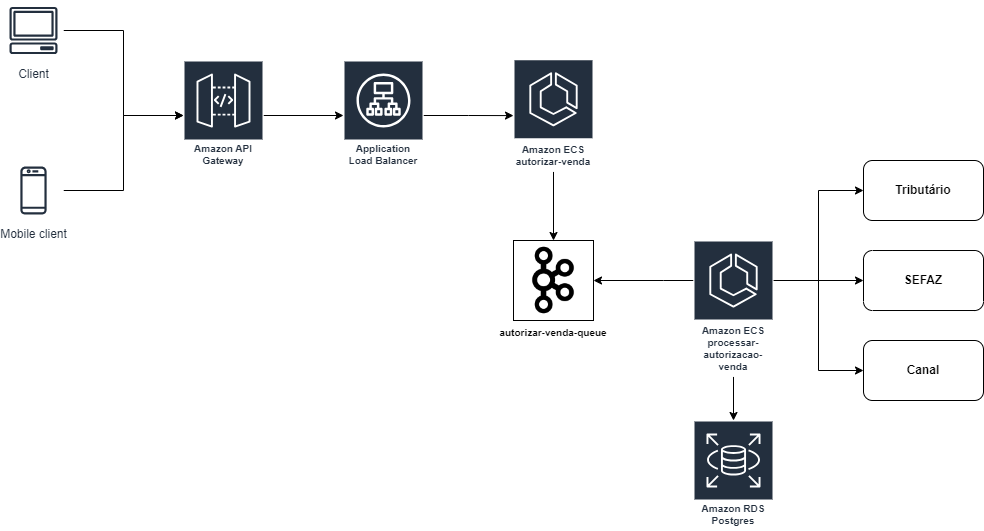 Client
Amazon API
Gateway
Application
Load Balancer
Amazon ECS
autorizar-venda
Mobile client
Tributário
SEFAZ
autorizar-venda-queue
Amazon ECS
processar-
autorizacao-
venda
Canal
Amazon RDS
Postgres